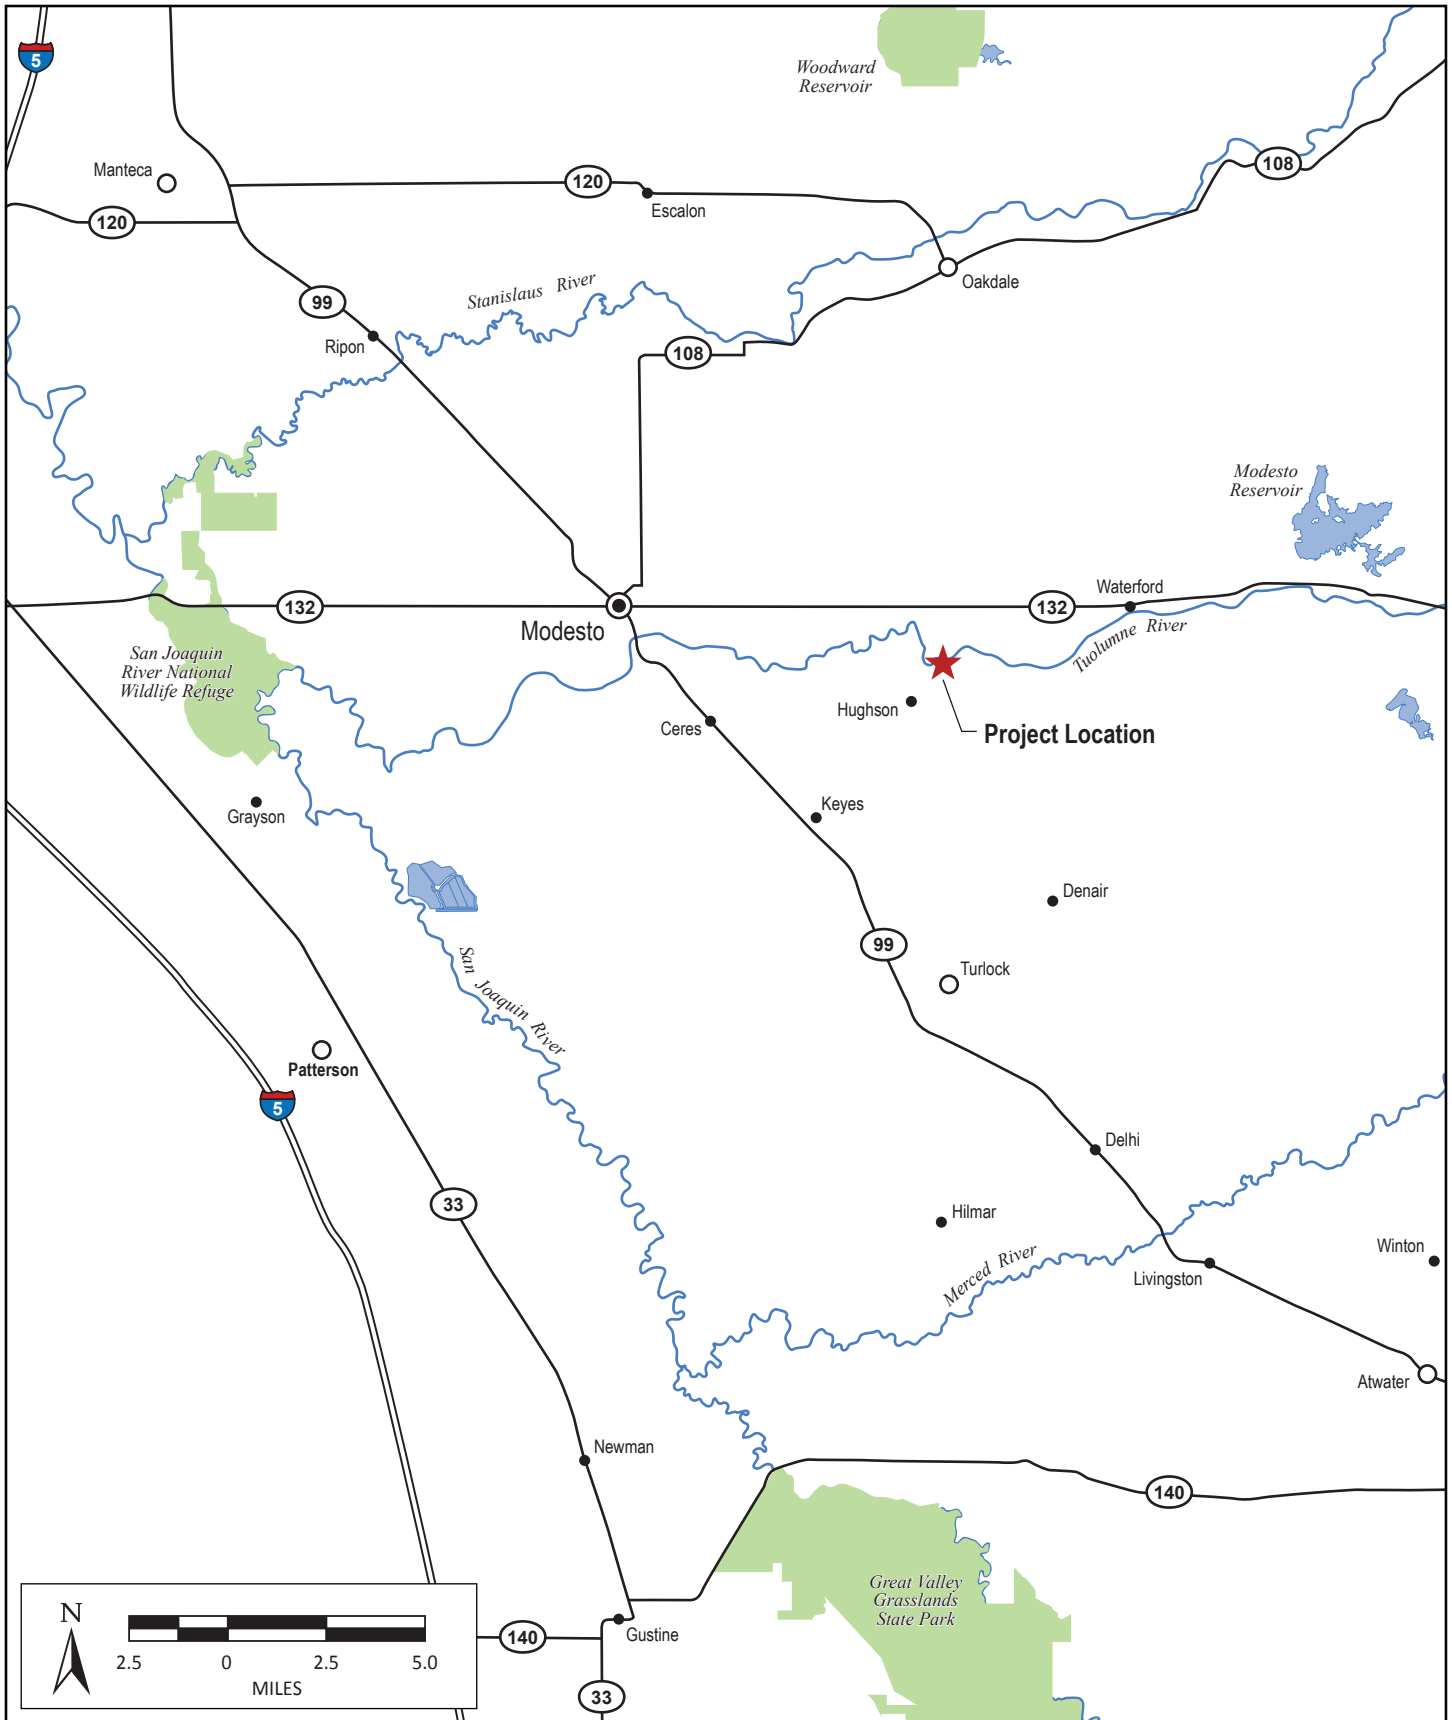 5
Woodward
Reservoir
Manteca
120
Escalon
108
120
Oakdale
99
Stanislaus River
Ripon
108
Modesto
Reservoir
Waterford
132
132
Modesto
Tuolumne River
San Joaquin
River National
Wildlife Refuge
Hughson
Ceres
Project Location
Grayson
Keyes
Denair
99
Turlock
San Joaquin River
Patterson
5
Delhi
33
Hilmar
Merced River
Winton
Livingston
Atwater
Newman
140
Great Valley
Grasslands
State Park
N
2.5 0 2.5 5.0
MILES
140
Gustine
33